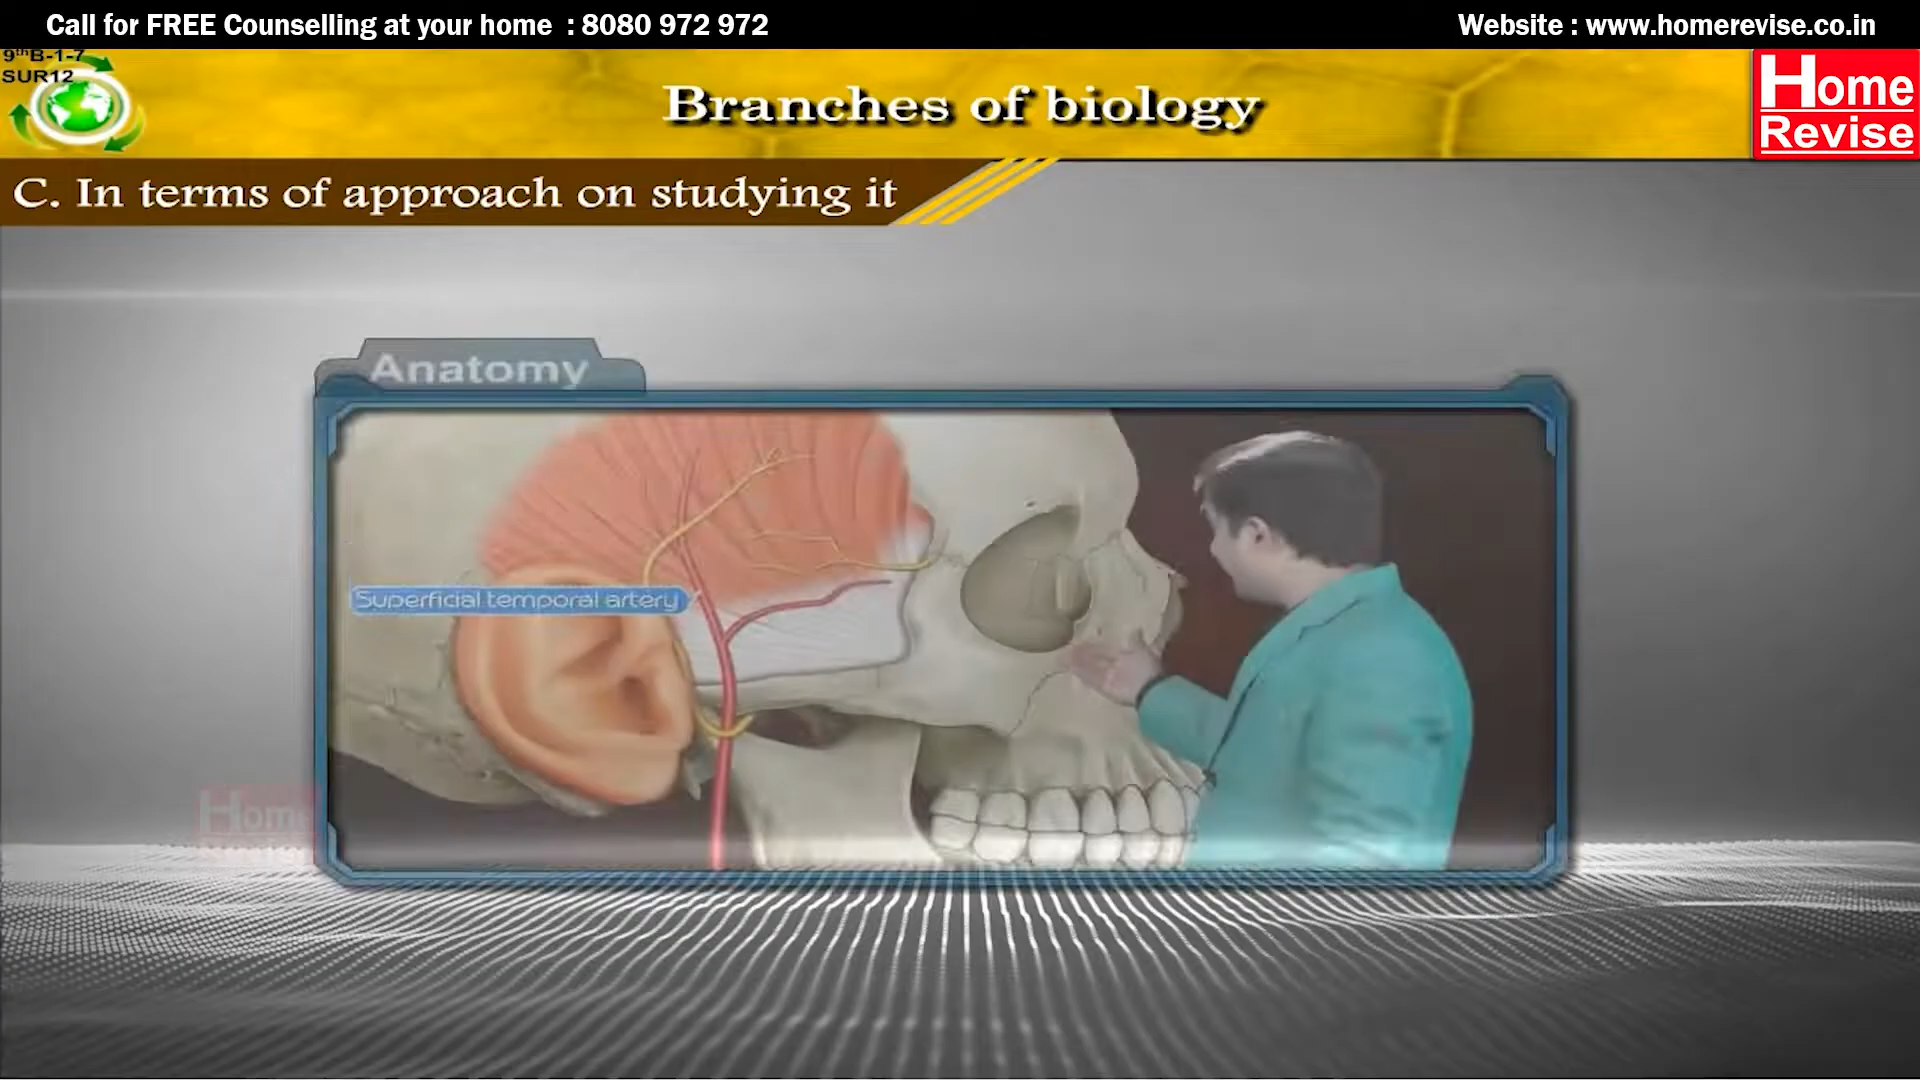 Call for FREE Counselling at your home : 8080 972 972
Website : www.homerevise.co.in
9thB-1-7
SUR12
Branches of biology
Home
Revise
C. In terms of approach on studying it
Anatomy
Superficial temporal artery
Home